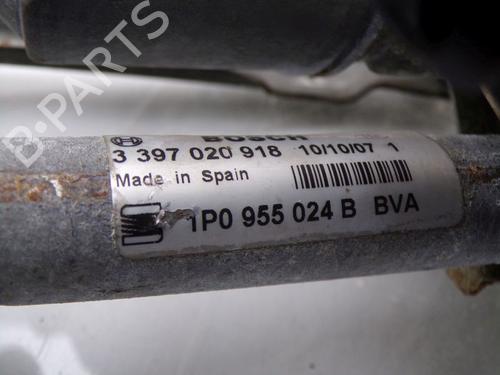 B-PARTS
BOSCH
3 397 020 918 10/10/07 1
Made in Spain
1P0 955 024 B BVA